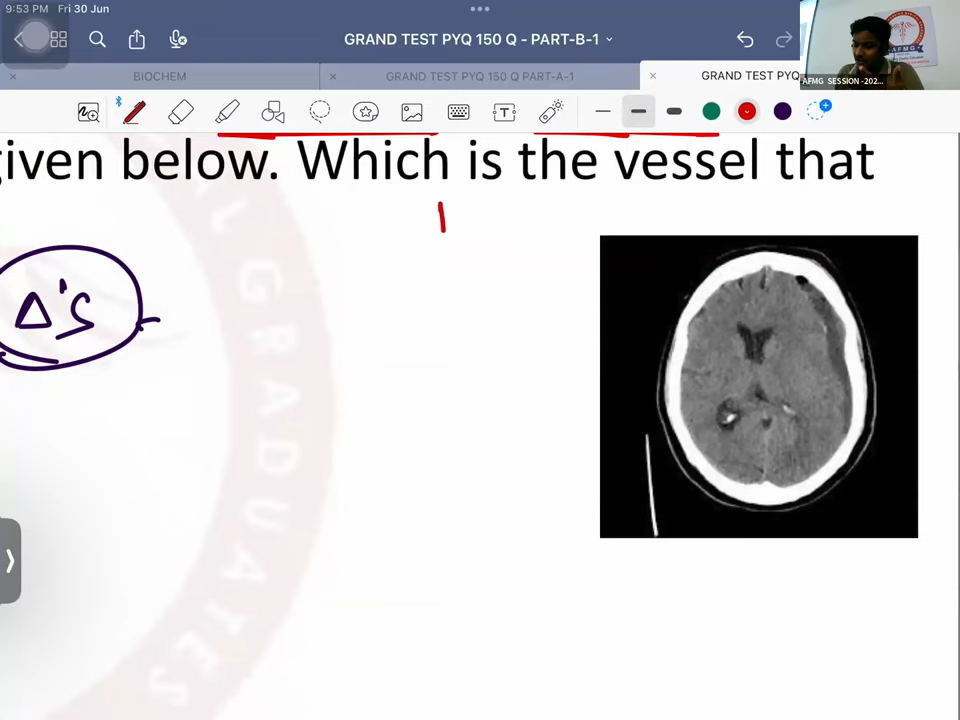 9:53 PM Fri 30 Jun
GRAND TEST PYQ 150 Q - PART-B-1
AFMG SESSION -202...
BIOCHEM
GRAND TEST PYQ 150 Q PART-A-1
GRAND TEST PYQ
given below. Which is the vessel that
Δ's
L GRADUATES